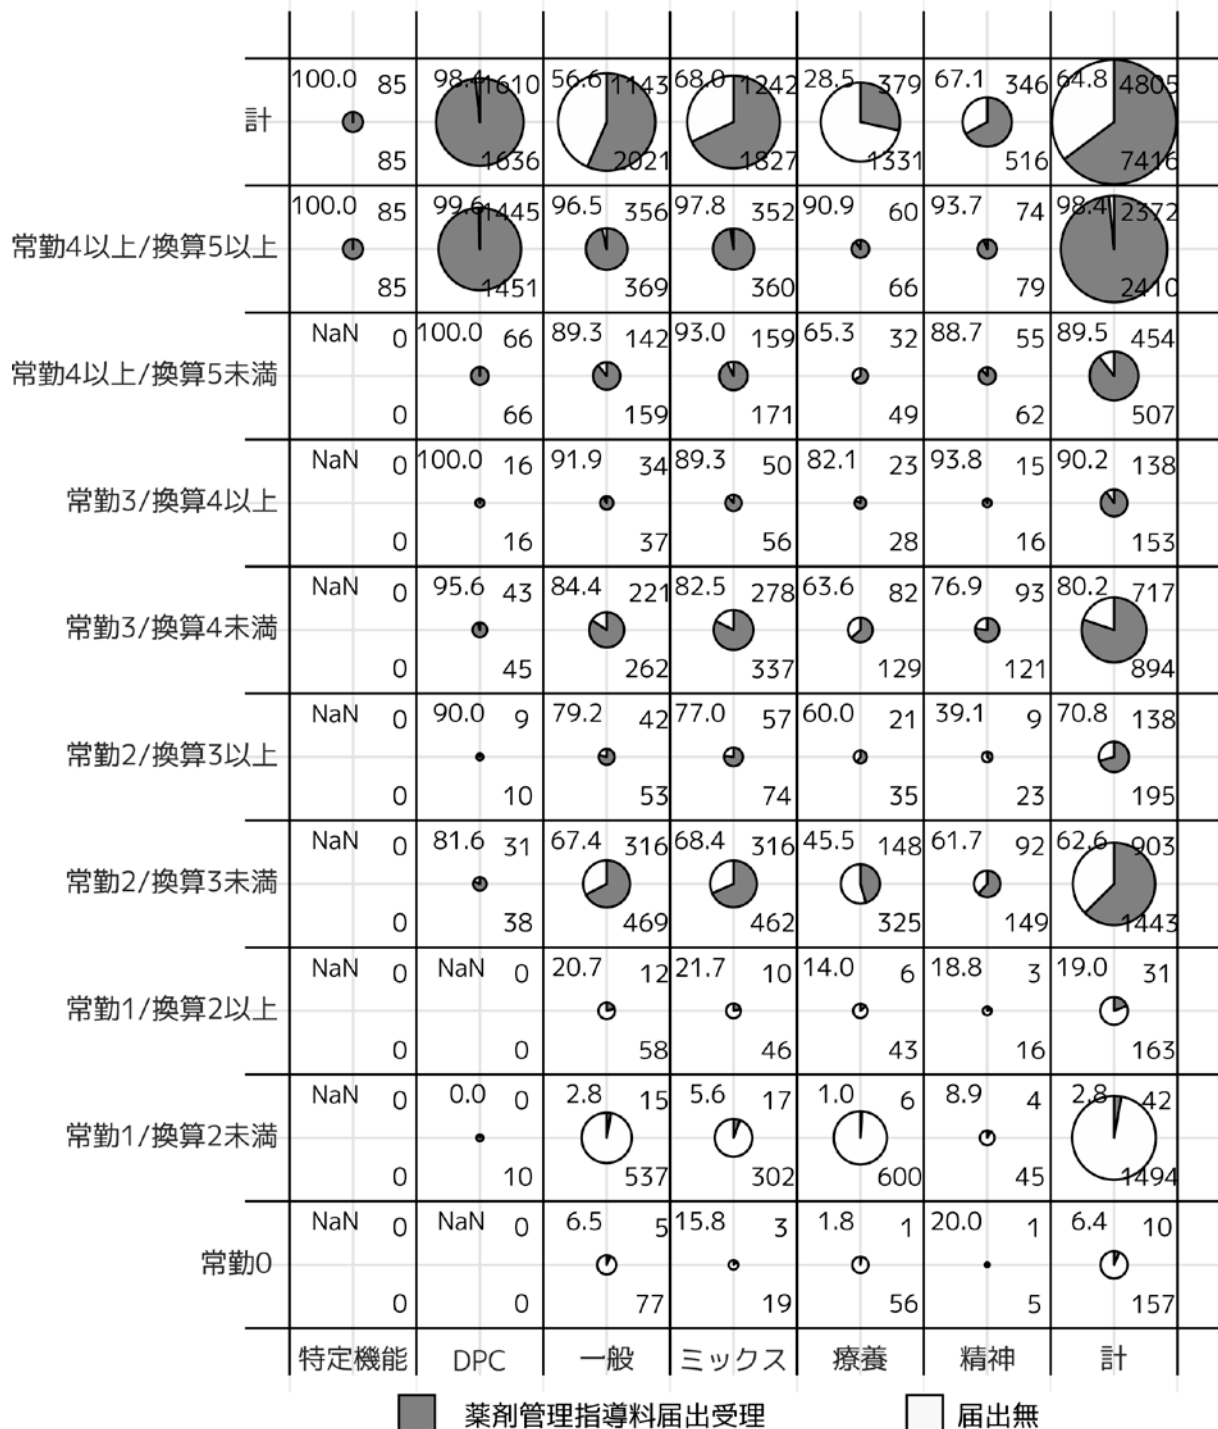 100.0 85 98.4 1610 56.6 1143 68.0 1242 28.5 379 67.1 346 64.8 4805
計
85 1636 2021 1827 1331 516 7416
100.0 85 99.6 1445 96.5 356 97.8 352 90.9 60 93.7 74 98.4 2372
常勤4以上/換算5以上
85 1451 369 360 66 79 2410
NaN 0 100.0 66 89.3 142 93.0 159 65.3 32 88.7 55 89.5 454
常勤4以上/換算5未満
0 66 159 171 49 62 507
NaN 0 100.0 16 91.9 34 89.3 50 82.1 23 93.8 15 90.2 138
常勤3/換算4以上
0 16 37 56 28 16 153
NaN 0 95.6 43 84.4 221 82.5 278 63.6 82 76.9 93 80.2 717
常勤3/換算4未満
0 45 262 337 129 121 894
NaN 0 90.0 9 79.2 42 77.0 57 60.0 21 39.1 9 70.8 138
常勤2/換算3以上
0 10 53 74 35 23 195
NaN 0 81.6 31 67.4 316 68.4 316 45.5 148 61.7 92 62.6 903
常勤2/換算3未満
0 38 469 462 325 149 1443
NaN 0 NaN 0 20.7 12 21.7 10 14.0 6 18.8 3 19.0 31
常勤1/換算2以上
0 0 58 46 43 16 163
NaN 0 0.0 0 2.8 15 5.6 17 1.0 6 8.9 4 2.8 42
常勤1/換算2未満
0 10 537 302 600 45 1494
NaN 0 NaN 0 6.5 5 15.8 3 1.8 1 20.0 1 6.4 10
常勤0
0 0 77 19 56 5 157
特定機能 DPC 一般 ミックス 療養 精神 計
薬剤管理指導料届出受理 届出無